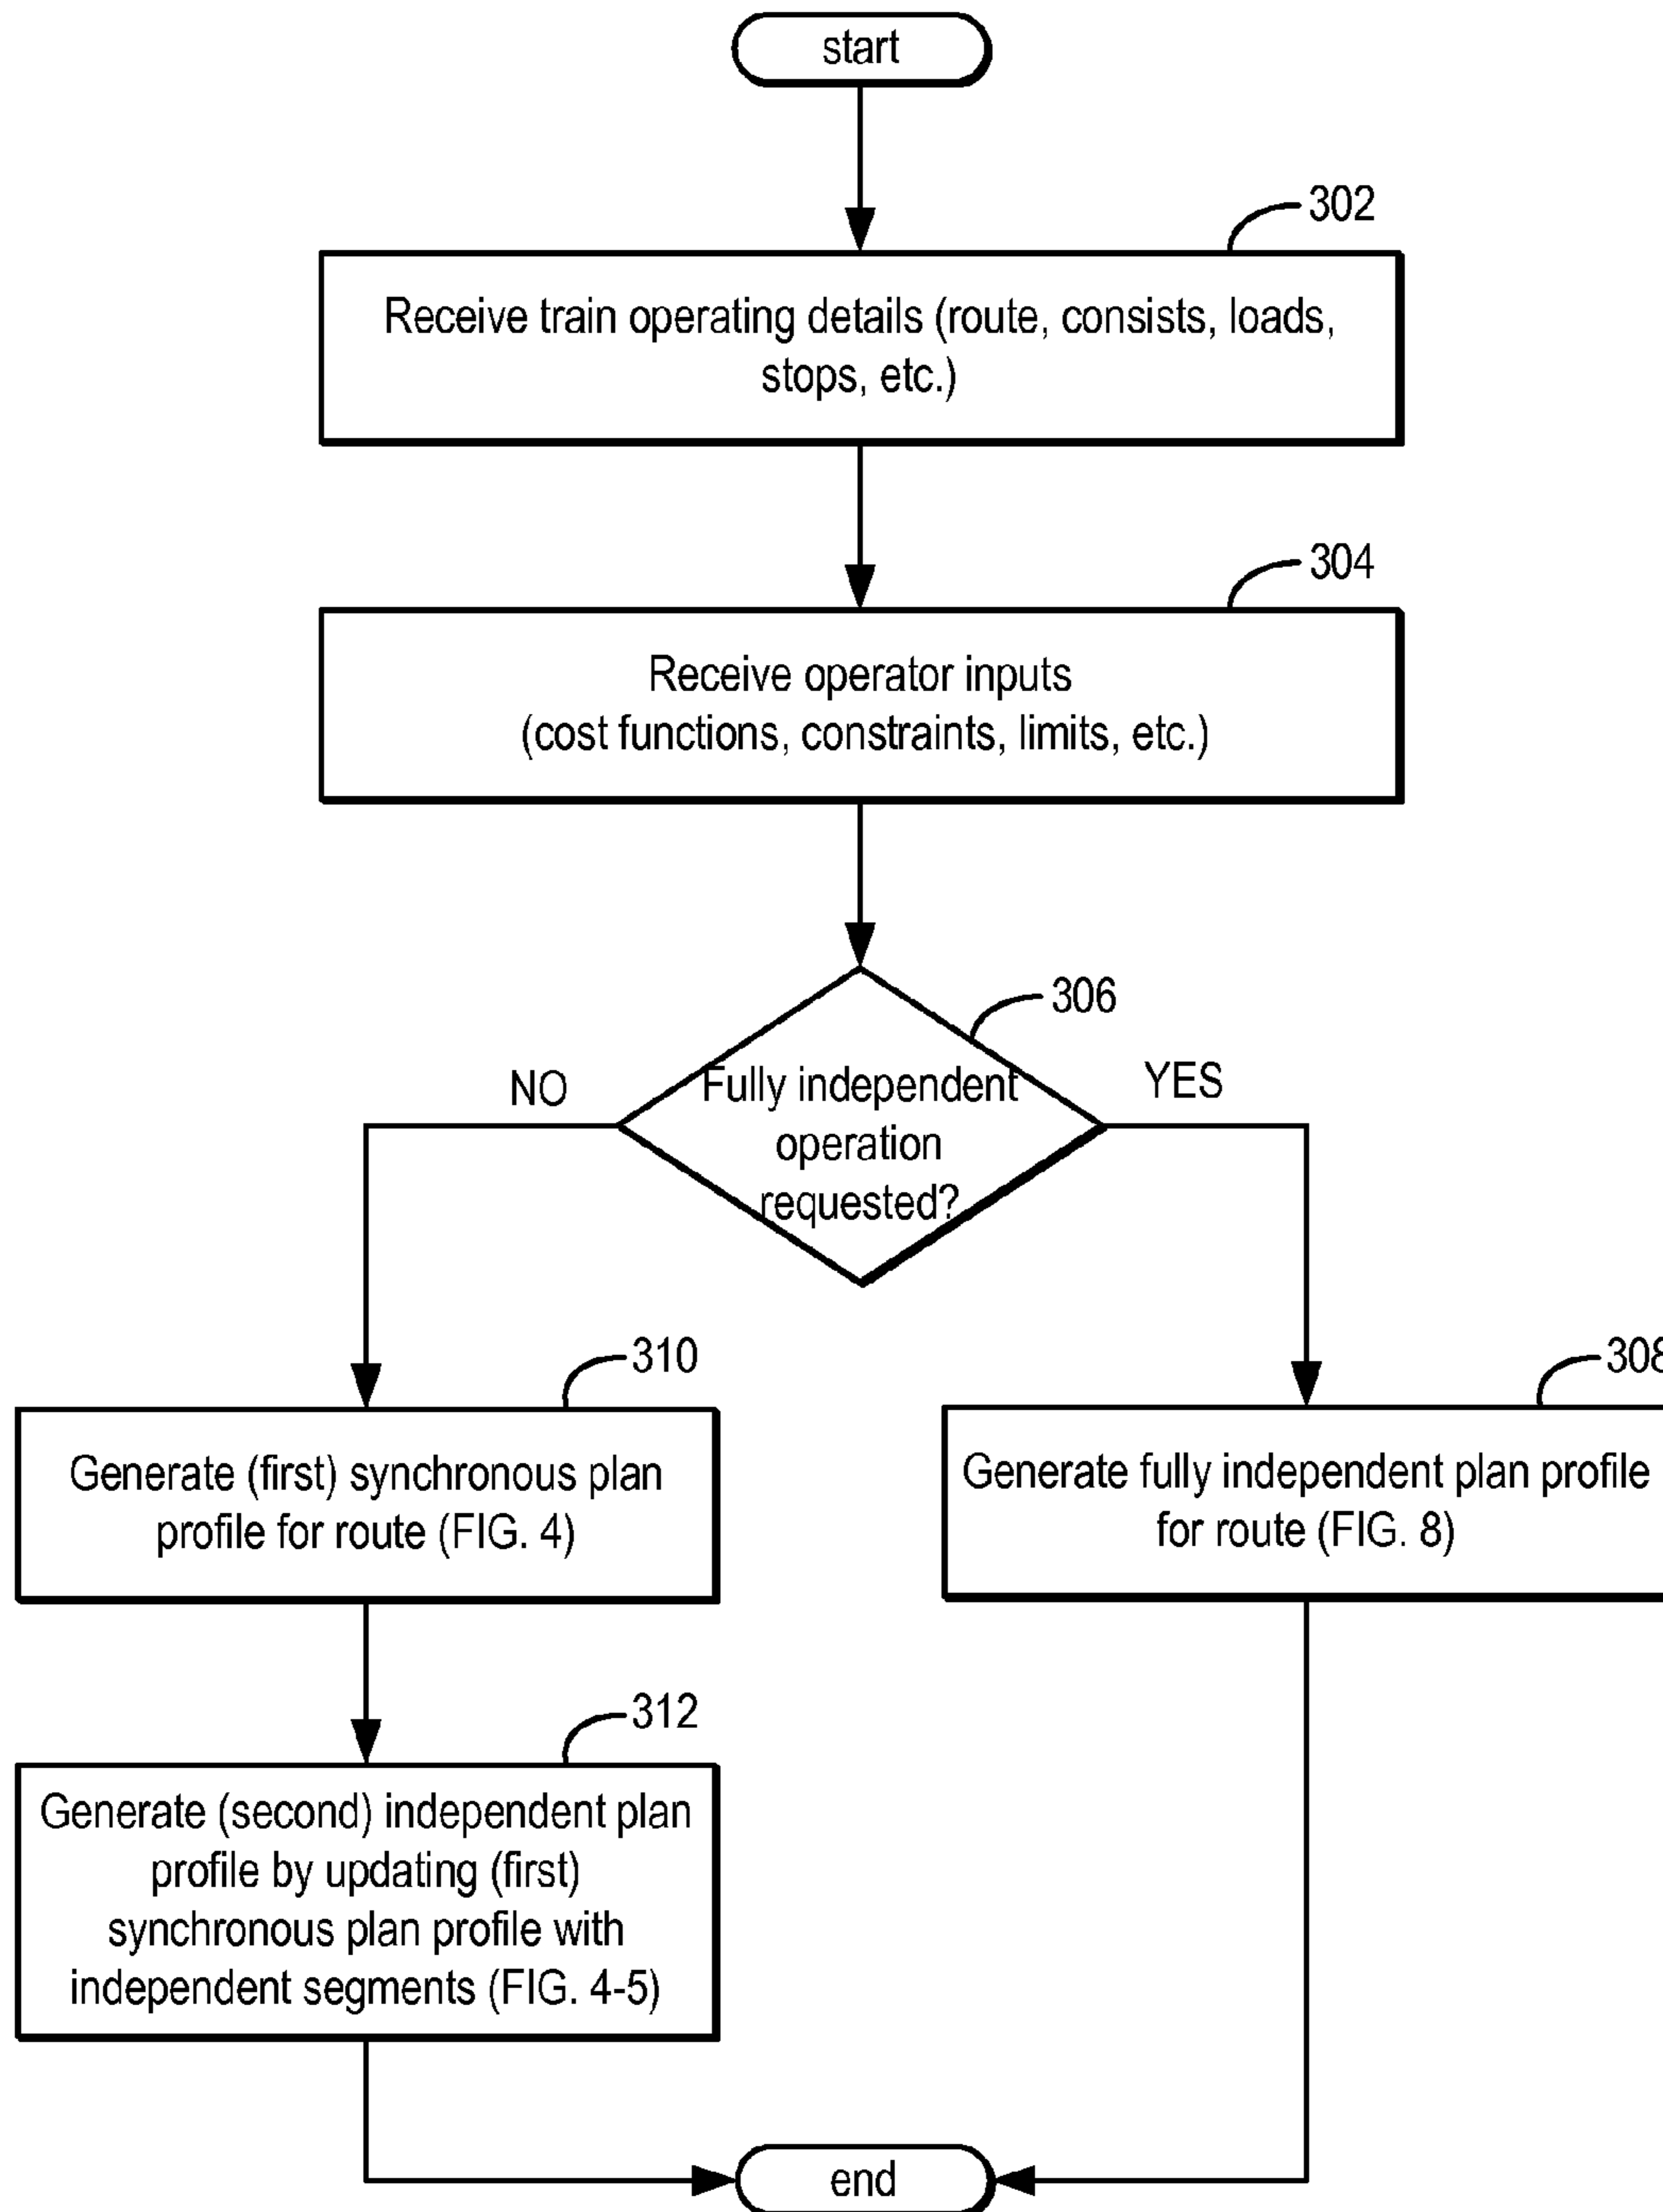 start
302
Receive train operating details (route, consists, loads,
stops, etc.)
304
Receive operator inputs
(cost functions, constraints, limits, etc.)
306
NO
YES
Fully independent
operation
requested?
310
308
Generate (first) synchronous plan
profile for route (FIG. 4)
Generate fully independent plan profile
for route (FIG. 8)
312
Generate (second) independent plan
profile by updating (first)
synchronous plan profile with
independent segments (FIG. 4-5)
end